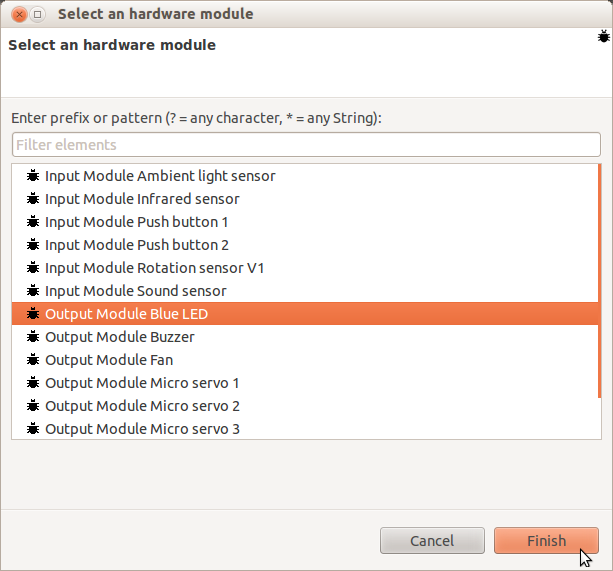 Select an hardware module
Select an hardware module
Enter prefix or pattern (? = any character, * = any String):
Filter elements
Input Module Ambient light sensor
Input Module Infrared sensor
Input Module Push button 1
Input Module Push button 2
Input Module Rotation sensor V1
Input Module Sound sensor
Output Module Blue LED
Output Module Buzzer
Output Module Fan
Output Module Micro servo 1
Output Module Micro servo 2
Output Module Micro servo 3
Cancel Finish